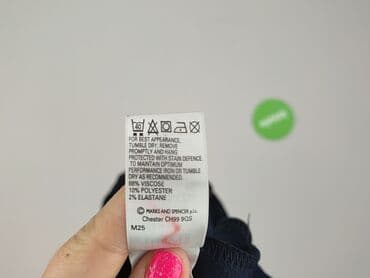 40
FOR BEST APPEARANCE,
TUMBLE DRY, REMOVE
PROMPTLY AND HANG
PROTECTED WITH STAIN DEFENCE.
TO MAINTAIN OPTIMUM
PERFORMANCE IRON OR TUMBLE
DRY AS RECOMMENDED.
88% VISCOSE
10% POLYESTER
2% ELASTANE
© MARKS AND SPENCER p.l.c.
Chester CH99 9QS
M25